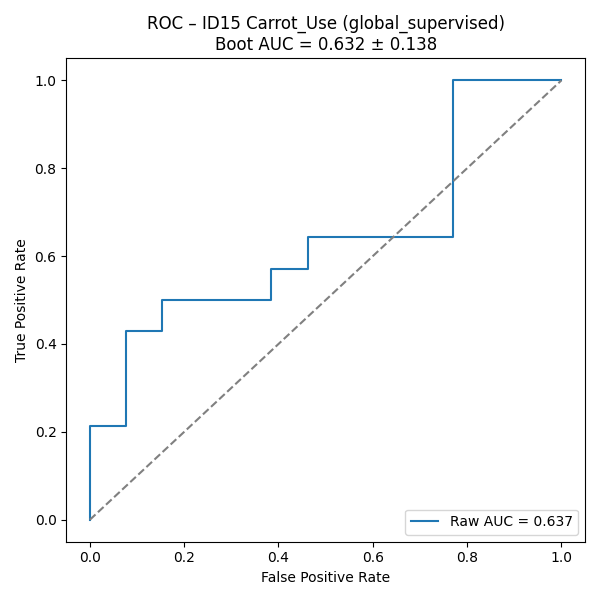 ROC – ID15 Carrot_Use (global_supervised)
Boot AUC = 0.632 ± 0.138
1.0
0.8
0.6
0.4
0.2
0.0
True Positive Rate
Raw AUC = 0.637
0.0 0.2 0.4 0.6 0.8 1.0
False Positive Rate